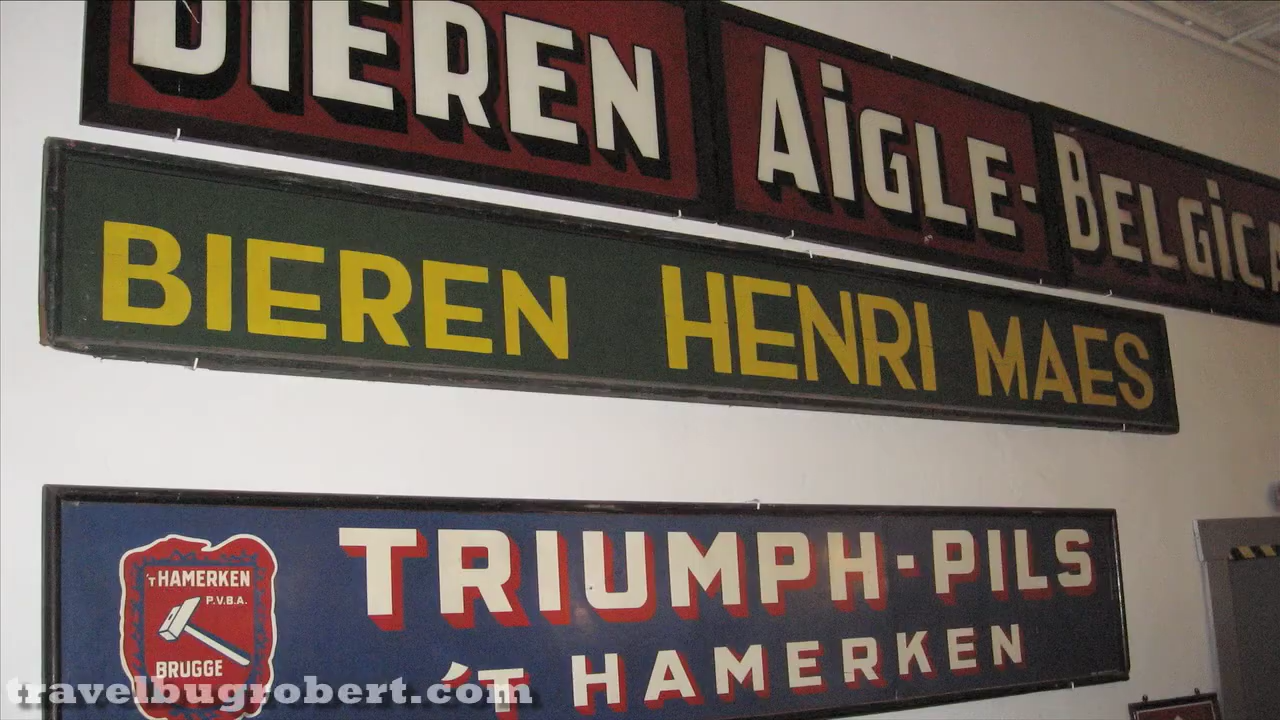 BIEREN AiGLE-BELGiCA
BIEREN HENRI MAES
TRIUMPH-PILS
'T HAMERKEN
'T HAMERKEN
P.V.B.A.
BRUGGE
travelbugrobert.com